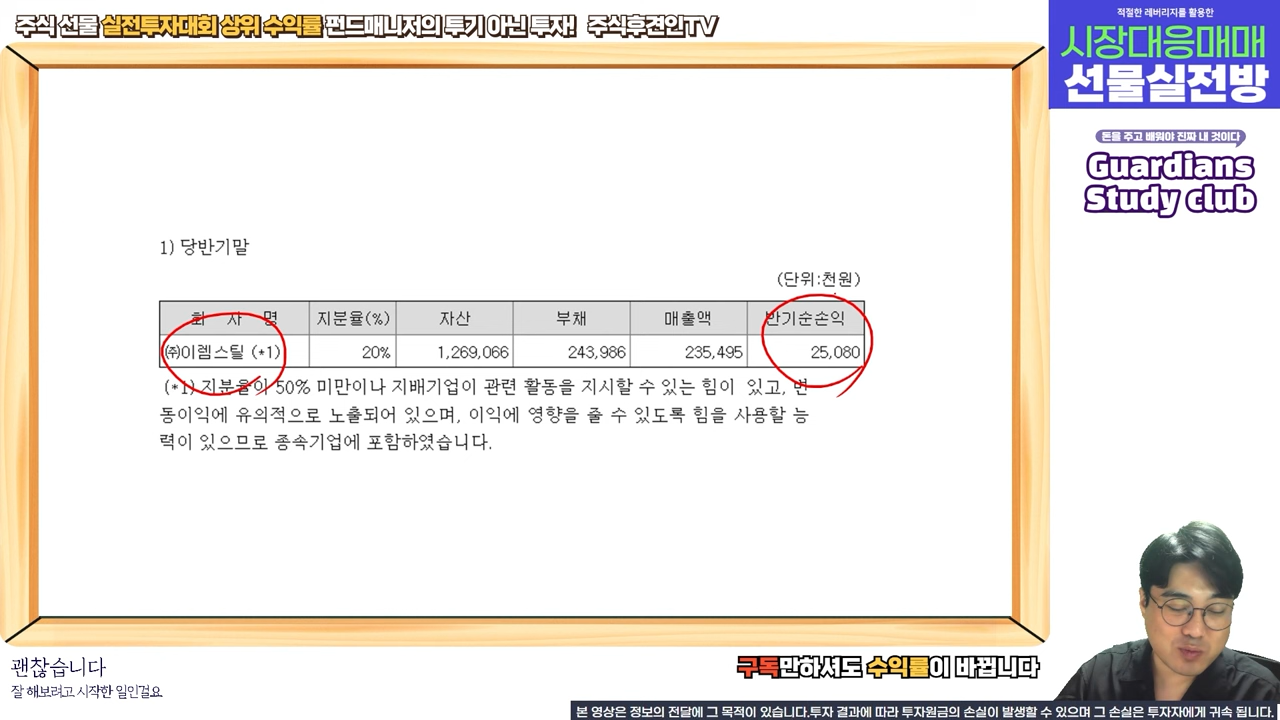 주식 선물 실전투자대회 상위 수익률 펀드매니저의 투기 아닌 투자! 주식후견인TV
적절한 레버리지를 활용한
시장대응매매
선물실전방
돈을 주고 배워야 진짜 내 것이다
Guardians
Study club
1) 당반기말
(단위:천원)
회 사 명 지분율(%) 자산 부채 매출액 반기순손익
㈜이렘스틸 (*1) 20% 1,269,066 243,986 235,495 25,080
(*1) 지분율이 50% 미만이나 지배기업이 관련 활동을 지시할 수 있는 힘이 있고, 변
동이익에 유의적으로 노출되어 있으며, 이익에 영향을 줄 수 있도록 힘을 사용할 능
력이 있으므로 종속기업에 포함하였습니다.
괜찮습니다
잘 해보려고 시작한 일인걸요
구독만하셔도 수익률이 바뀝니다
본 영상은 정보의 전달에 그 목적이 있습니다.투자 결과에 따라 투자원금의 손실이 발생할 수 있으며 그 손실은 투자자에게 귀속 됩니다.